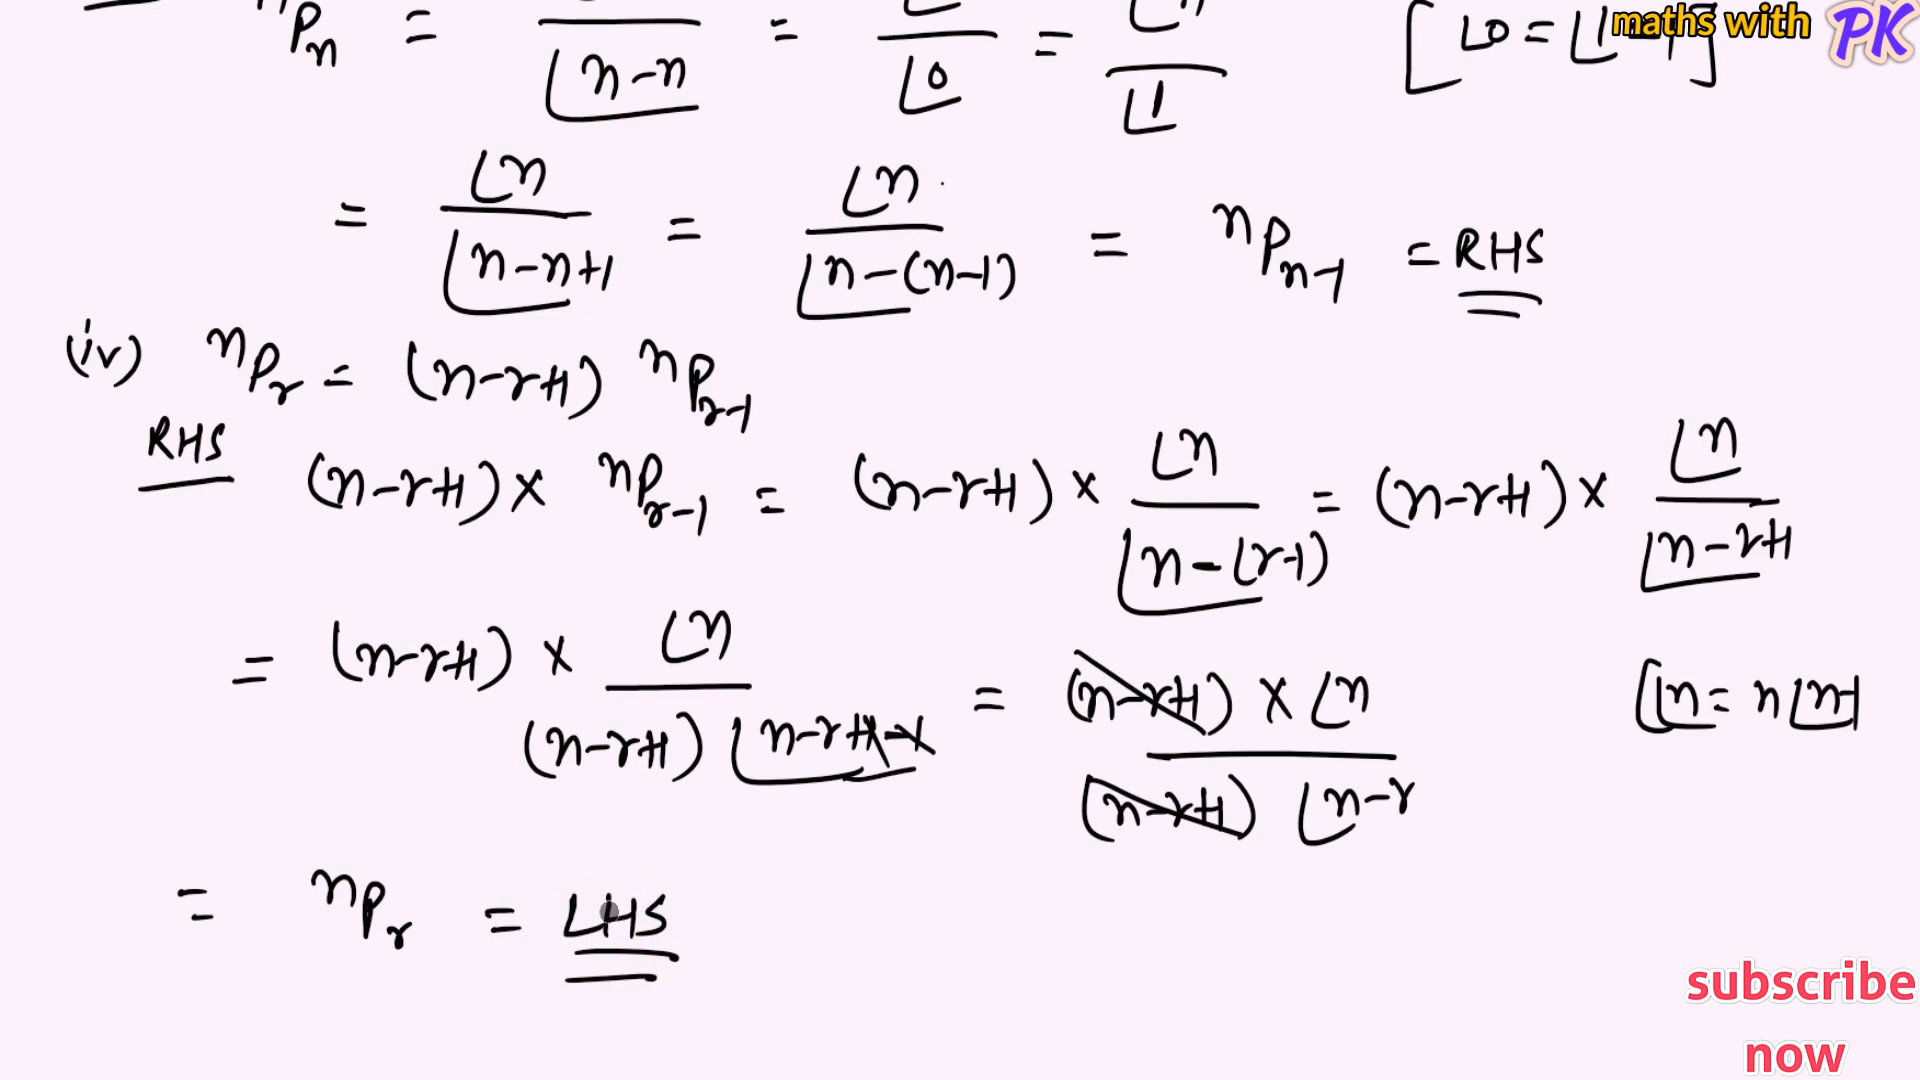 nPn = ⌊n-n = ⌊0 = ⌊n/⌊1 [⌊0 = ⌊1=1]
maths with PK
= ⌊n/⌊n-n+1 = ⌊n/⌊n-(n-1) = nPn-1 = RHS
(iv) nPr = (n-r+1) nPr-1
RHS (n-r+1) × nPr-1 = (n-r+1) × ⌊n/⌊n-(r-1) = (n-r+1) × ⌊n/⌊n-r+1
= (n-r+1) × ⌊n/(n-r+1) ⌊n-r+1-1 = (n-r+1) × ⌊n/(n-r+1) ⌊n-r [⌊n = n ⌊n-1
= nPr = LHS
subscribe
now